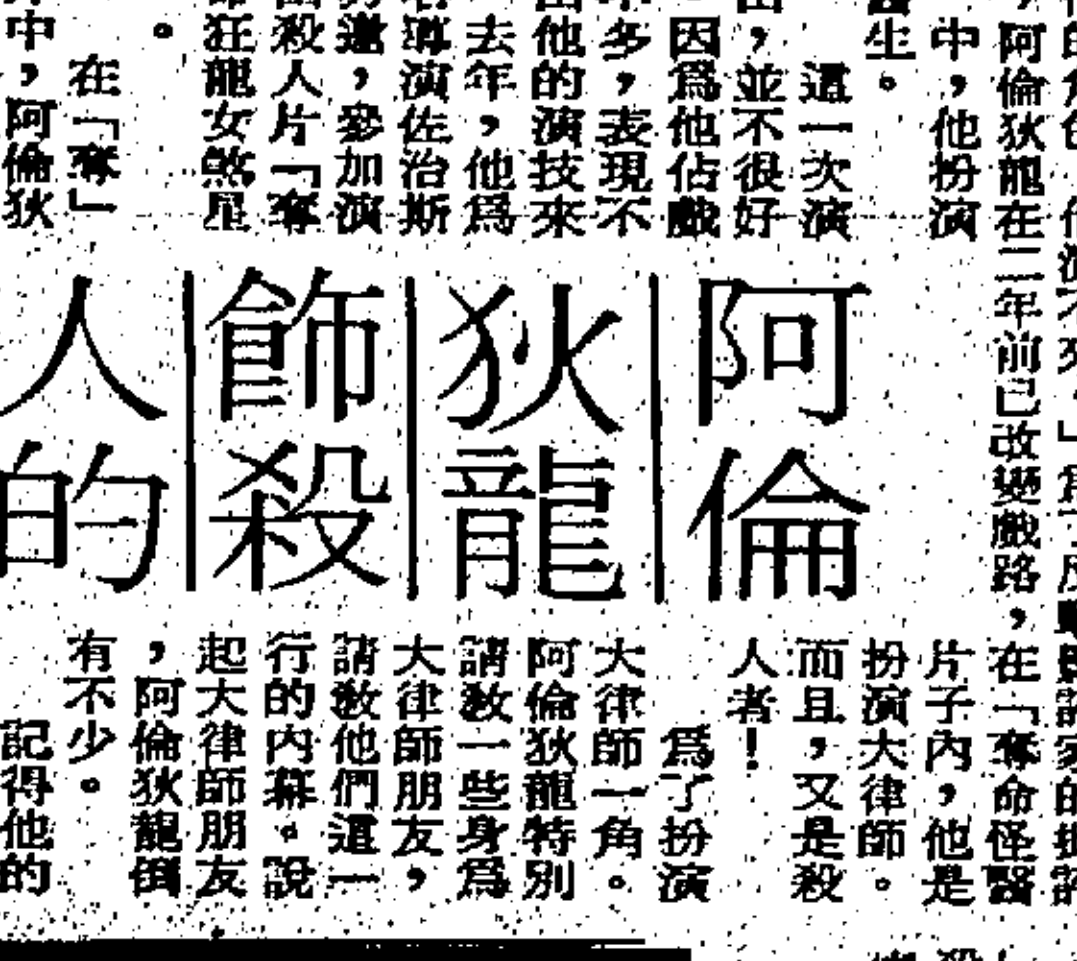 阿倫狄龍在二年前已改變戲路，在「奪命怪醫
中，他扮演
片子內，他是
扮演大律師。
生。
而且，又是殺
人者！
這一次演
，並不很好
因爲他佔戲
多，表現不
他的演技來
去年，他爲
導演佐治斯
邀，參加演
殺人片「奪
狂龍女煞星
。
在「奪」
中，阿倫狄
阿倫
狄龍
飾殺
人的
爲了扮演
大律師一角。
阿倫狄龍特別
請敎一些身爲
大律師朋友，
請敎他們這一
行的內幕。說
起大律師朋友
，阿倫狄龍倒
有不少。
記得他的